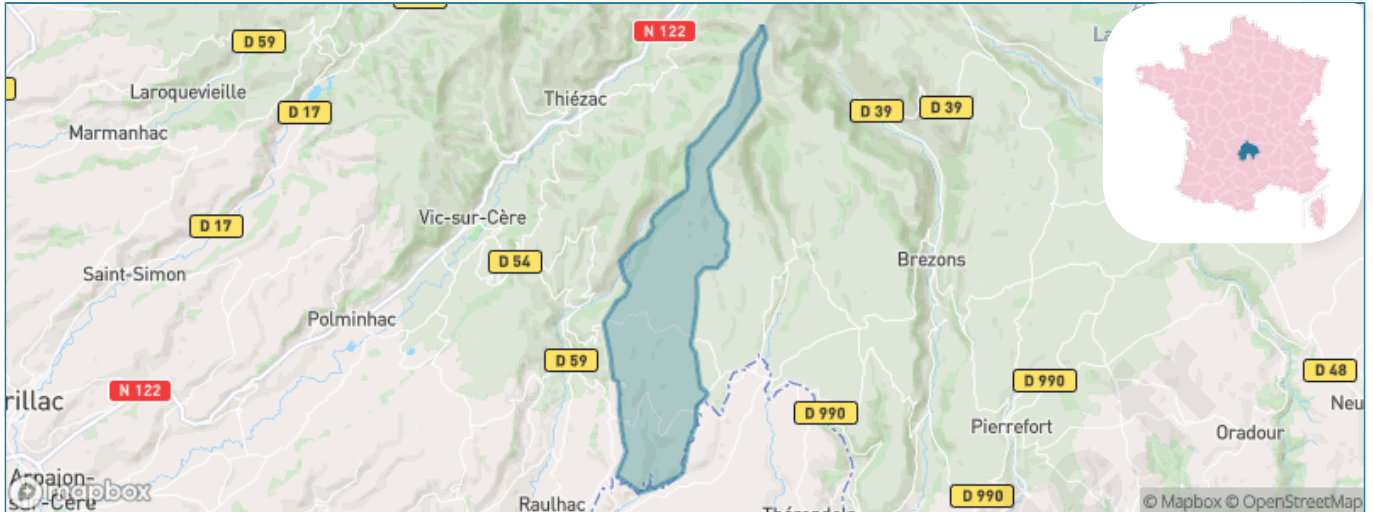 N 122
D 59
La
Laroquevieille
Thiézac
D 17
D 39
D 39
Marmanhac
Vic-sur-Cère
D 17
D 54
Brezons
Saint-Simon
Polminhac
D 59
D 48
D 990
N 122
rillac
Neu
D 990
Pierrefort
Oradour
Arpajon-
sur-Cère
mapbox
D 990
Raulhac
© Mapbox © OpenStreetMap